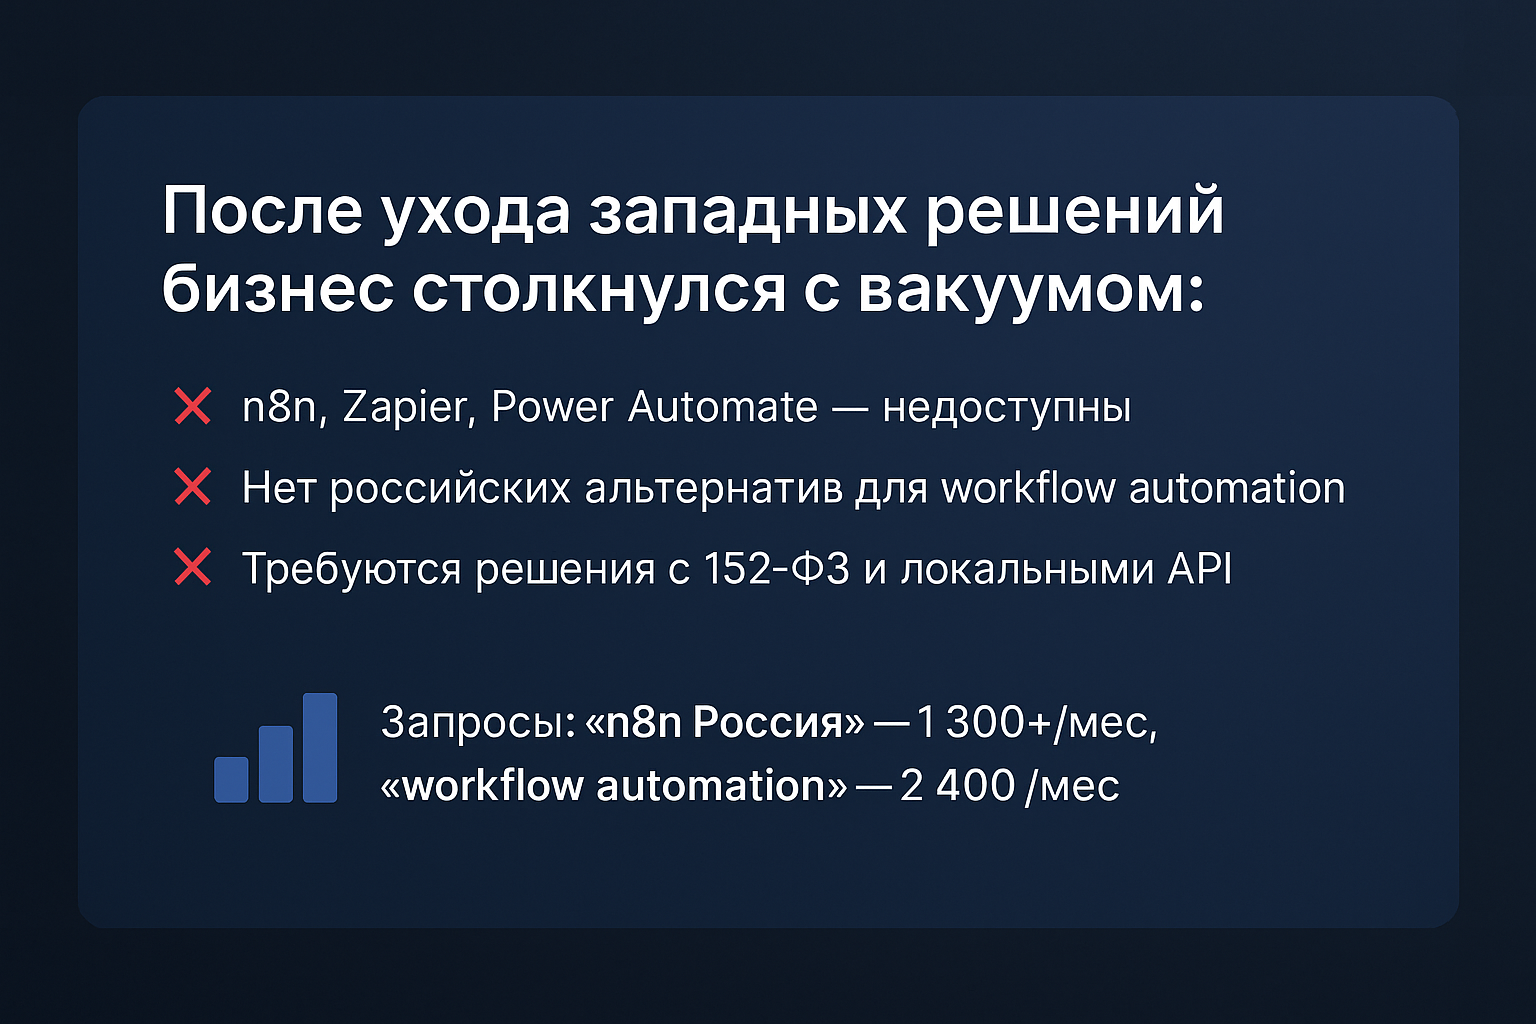 После ухода западных решений
бизнес столкнулся с вакуумом:
n8n, Zapier, Power Automate — недоступны
Нет российских альтернатив для workflow automation
Требуются решения с 152-ФЗ и локальными API
Запросы: «n8n Россия» — 1 300+/мес,
«workflow automation» — 2 400 /мес